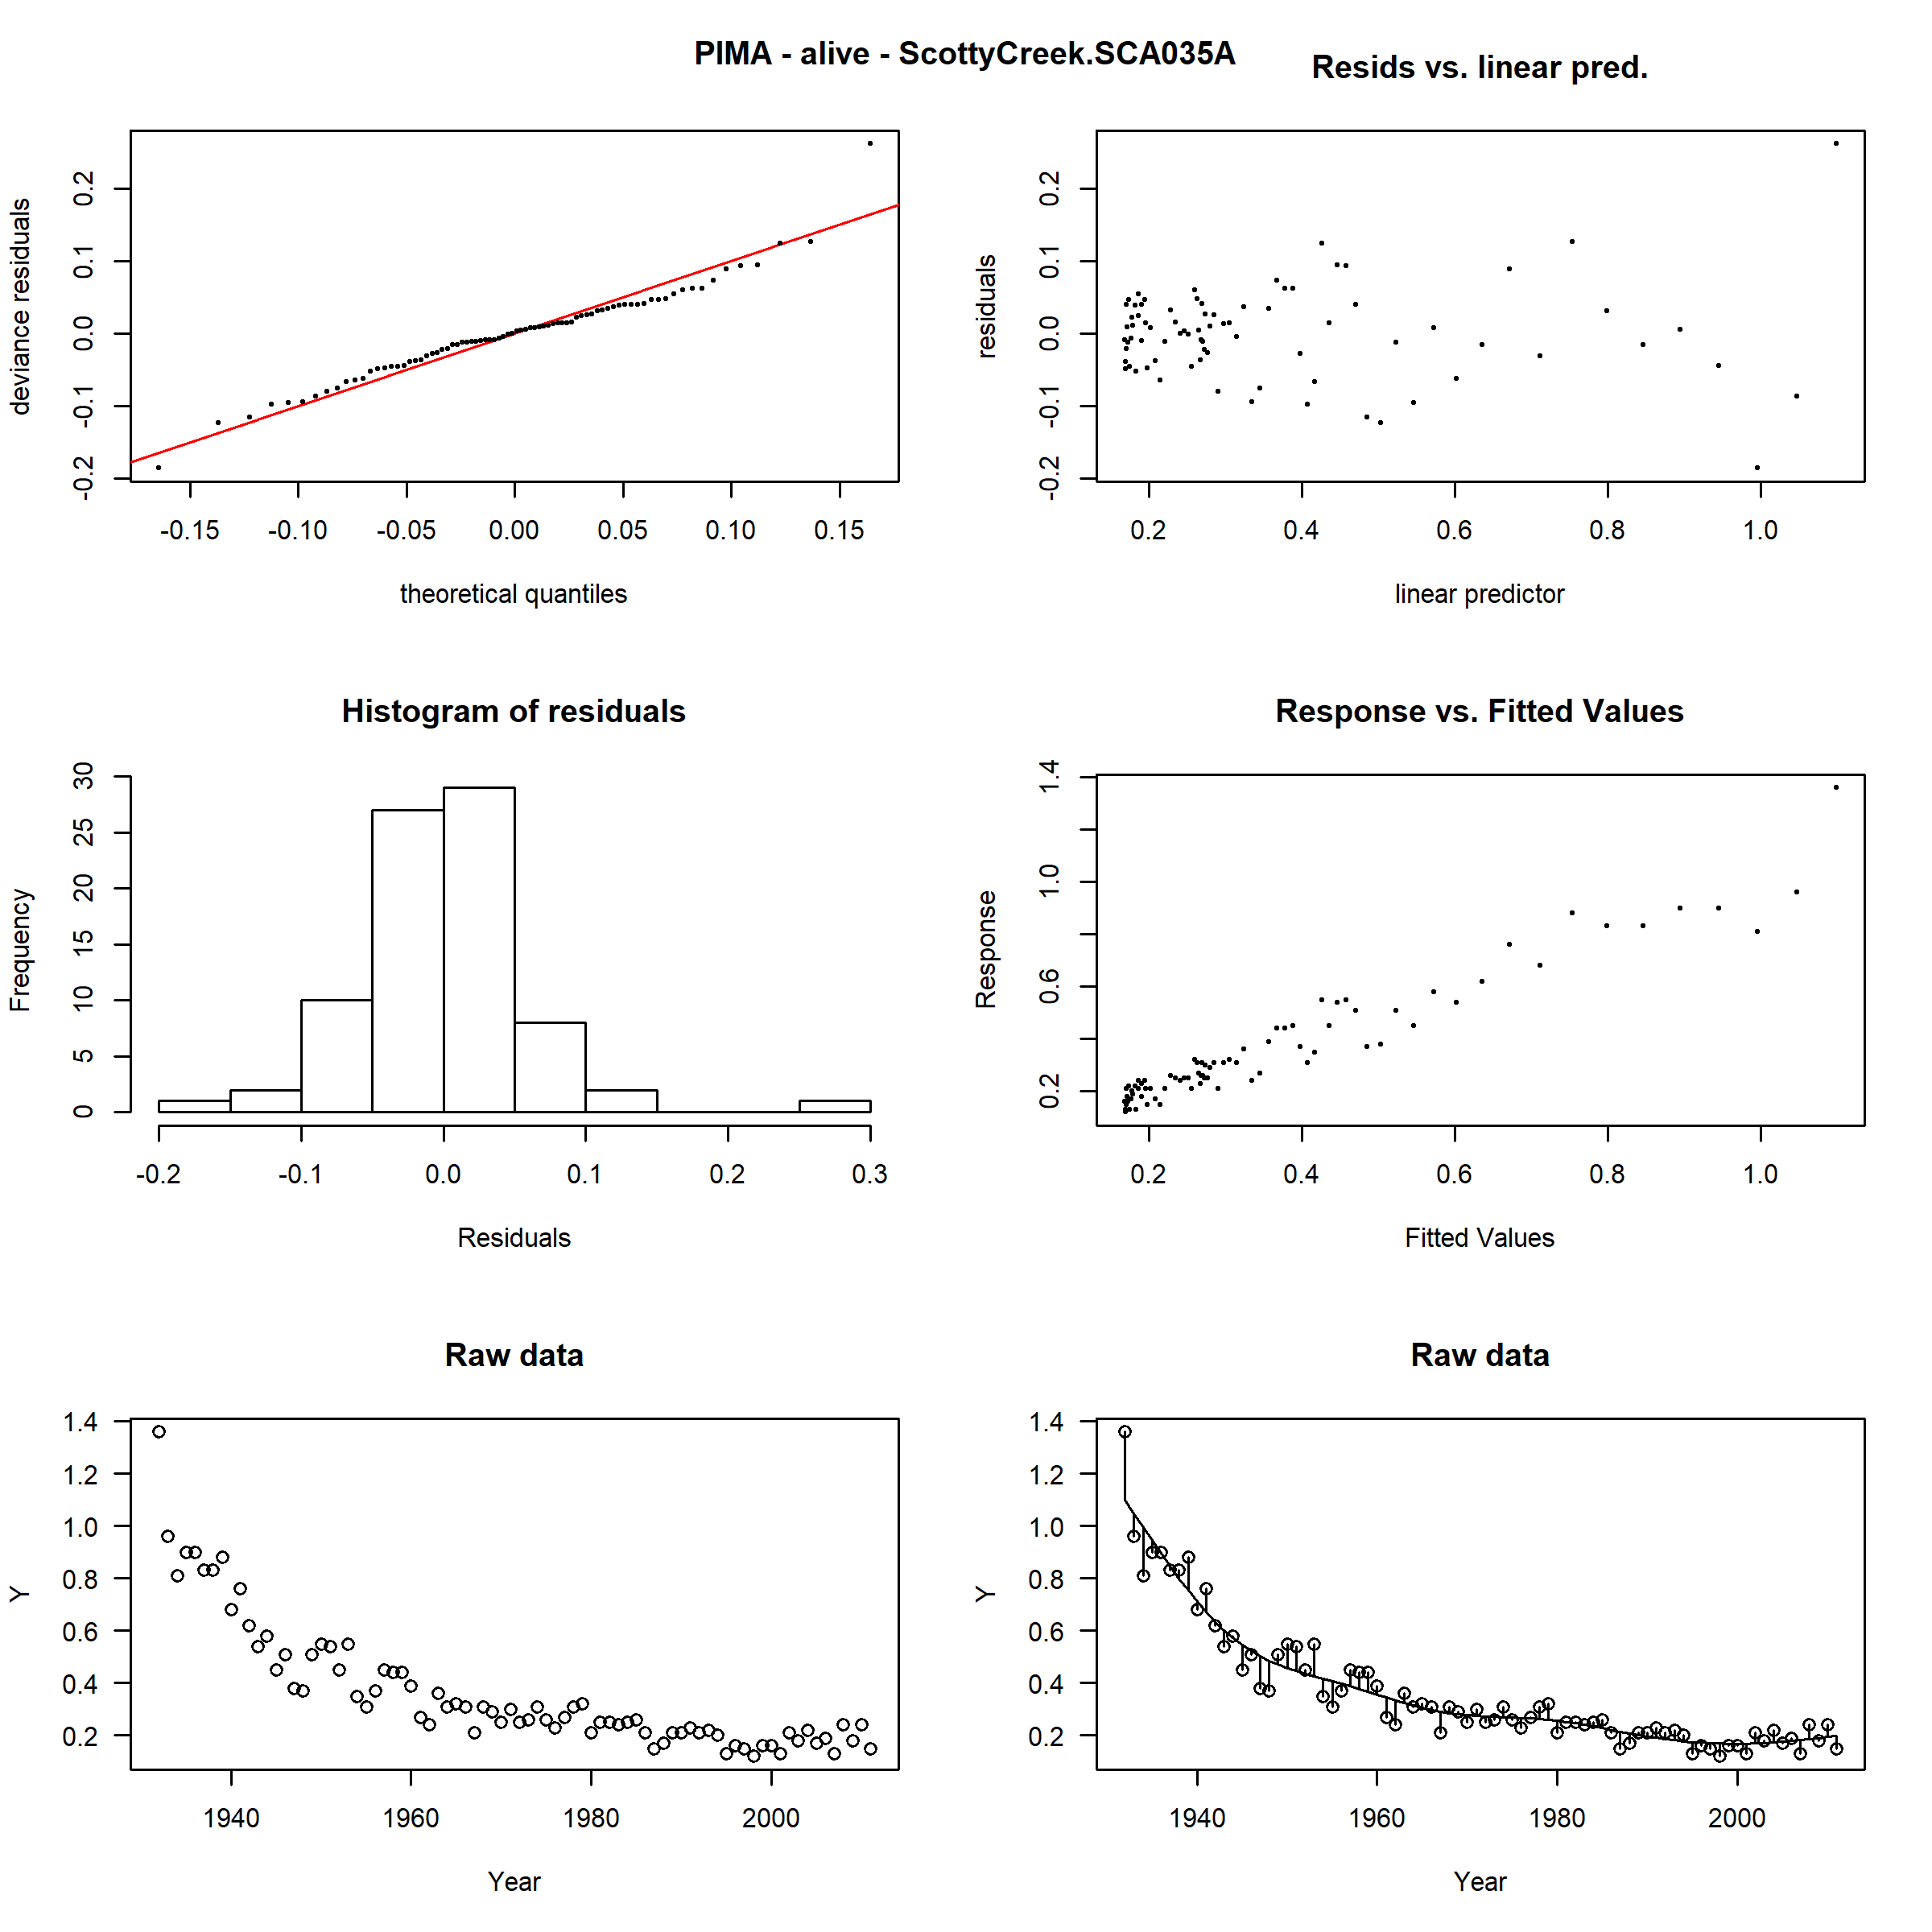 PIMA - alive - ScottyCreek.SCA035A
Resids vs. linear pred.
deviance residuals
-0.2 -0.1 0.0 0.1 0.2
-0.15 -0.10 -0.05 0.00 0.05 0.10 0.15
theoretical quantiles
residuals
-0.2 -0.1 0.0 0.1 0.2
0.2 0.4 0.6 0.8 1.0
linear predictor
Histogram of residuals
Frequency
0 5 10 15 20 25 30
-0.2 -0.1 0.0 0.1 0.2 0.3
Residuals
Response vs. Fitted Values
Response
0.2 0.6 1.0 1.4
0.2 0.4 0.6 0.8 1.0
Fitted Values
Raw data
Y
1.4
1.2
1.0
0.8
0.6
0.4
0.2
1940 1960 1980 2000
Year
Raw data
Y
1.4
1.2
1.0
0.8
0.6
0.4
0.2
1940 1960 1980 2000
Year